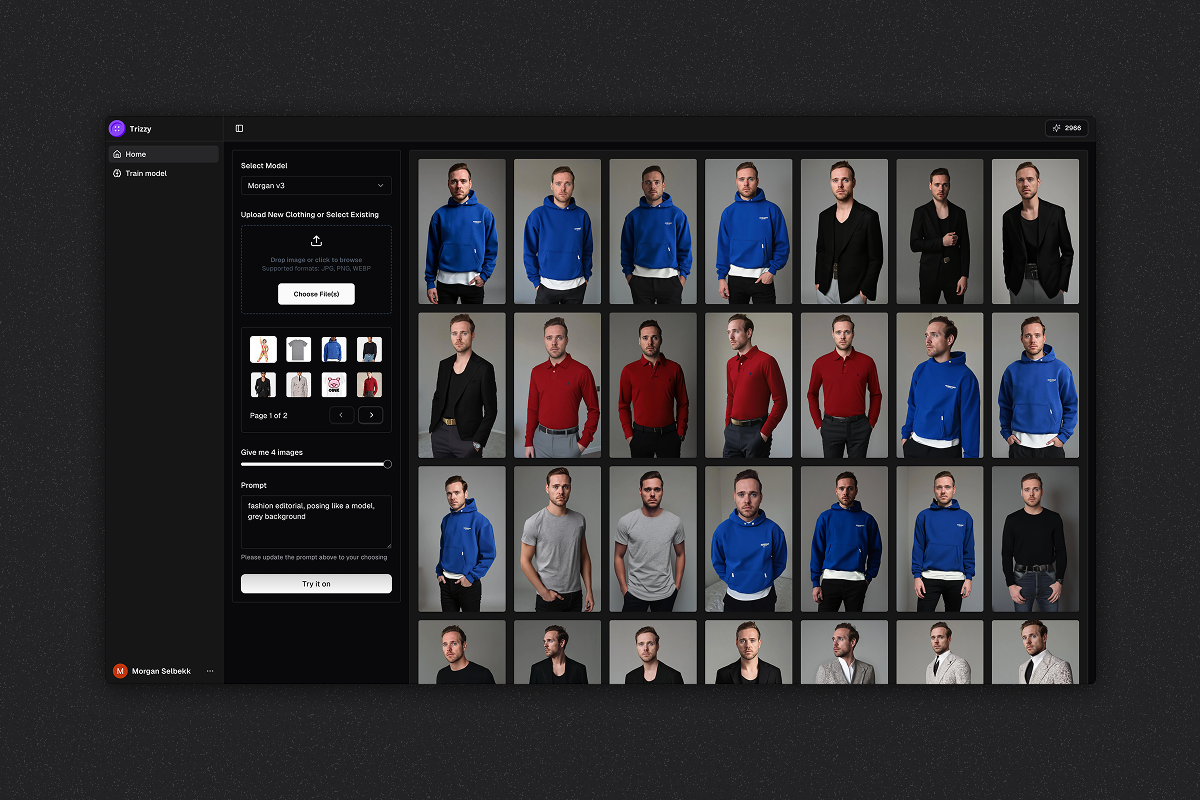 Trizzy
2966
Home
Train model
Select Model
Morgan v3
Upload New Clothing or Select Existing
Drop image or click to browse
Supported formats: JPG, PNG, WEBP
Choose File(s)
Page 1 of 2
Give me 4 images
Prompt
fashion editorial, posing like a model,
grey background
Please update the prompt above to your choosing
Try it on
M
Morgan Selbekk